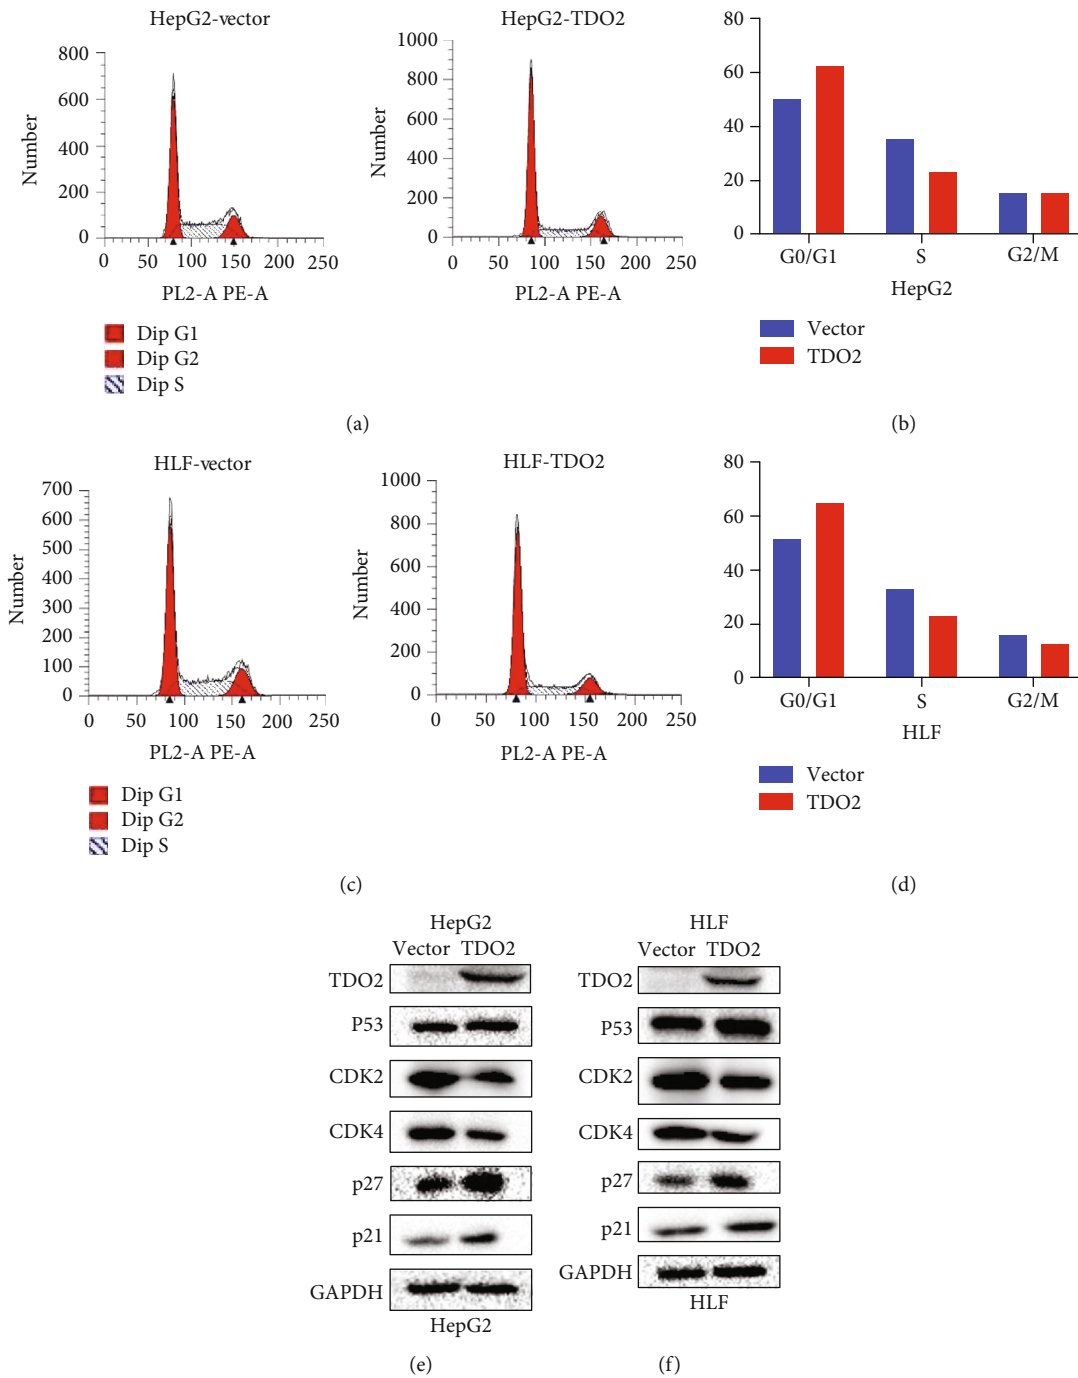 HepG2-vector
800
600
400
200
0
Number
0 50 100 150 200 250
PL2-A PE-A
HepG2-TDO2
1000
800
600
400
200
0
Number
0 50 100 150 200 250
PL2-A PE-A
Dip G1
Dip G2
Dip S
(a)
80
60
40
20
0
G0/G1 S G2/M
HepG2
Vector
TDO2
(b)
HLF-vector
700
600
500
400
300
200
100
0
Number
0 50 100 150 200 250
PL2-A PE-A
HLF-TDO2
1000
800
600
400
200
0
Number
0 50 100 150 200 250
PL2-A PE-A
Dip G1
Dip G2
Dip S
(c)
80
60
40
20
0
G0/G1 S G2/M
HLF
Vector
TDO2
(d)
HepG2
Vector TDO2
TDO2
P53
CDK2
CDK4
p27
p21
GAPDH
HepG2
(e)
HLF
Vector TDO2
TDO2
P53
CDK2
CDK4
p27
p21
GAPDH
HLF
(f)